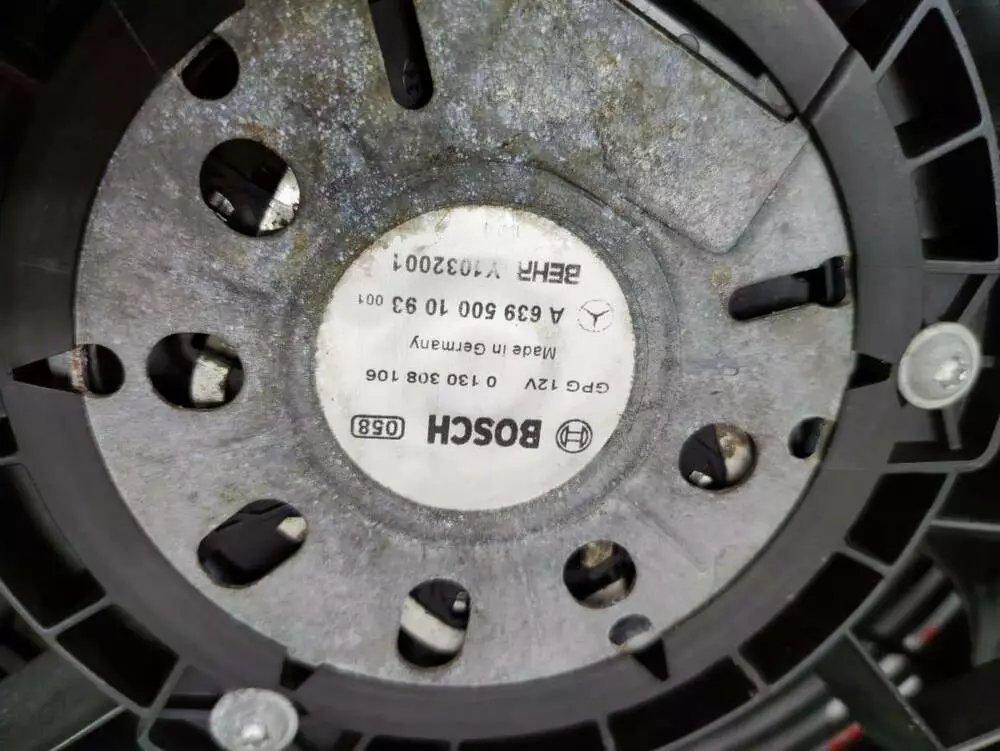 BOSCH 058
GPG 12V 0 130 308 106
Made in Germany
A 639 500 10 93 001
BEHR Y1032001